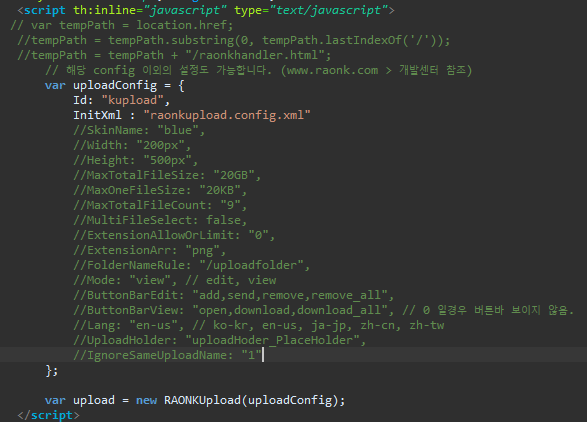 <script th:inline="javascript" type="text/javascript">
// var tempPath = location.href;
//tempPath = tempPath.substring(0, tempPath.lastIndexOf('/'));
//tempPath = tempPath + "/raonkhandler.html";
// 해당 config 이외의 설정도 가능합니다. (www.raonk.com > 개발센터 참조)
var uploadConfig = {
Id: "kupload",
InitXml : "raonkupload.config.xml"
//SkinName: "blue",
//Width: "200px",
//Height: "500px",
//MaxTotalFileSize: "20GB",
//MaxOneFileSize: "20KB",
//MaxTotalFileCount: "9",
//MultiFileSelect: false,
//ExtensionAllowOrLimit: "0",
//ExtensionArr: "png",
//FolderNameRule: "/uploadfolder",
//Mode: "view", // edit, view
//ButtonBarEdit: "add,send,remove,remove_all",
//ButtonBarView: "open,download,download_all", // 0 일경우 버튼바 보이지 않음.
//Lang: "en-us", // ko-kr, en-us, ja-jp, zh-cn, zh-tw
//UploadHolder: "uploadHoder_PlaceHolder",
//IgnoreSameUploadName: "1"
};
var upload = new RAONKUpload(uploadConfig);
</script>